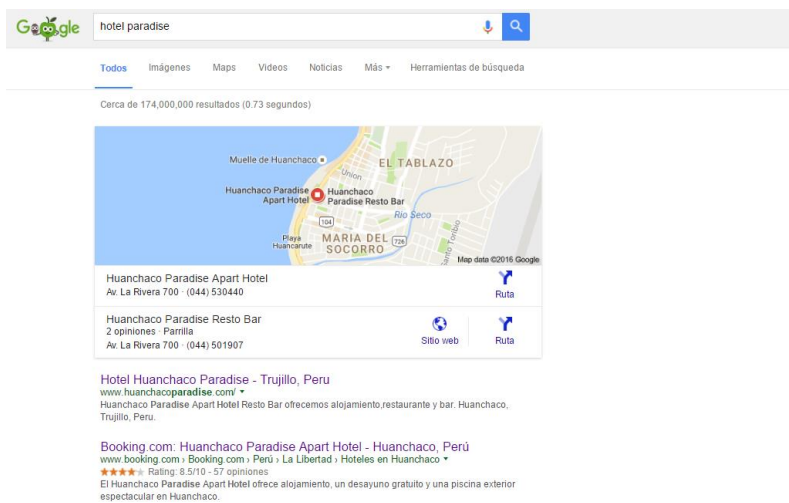 Google
hotel paradise
Todos Imágenes Maps Videos Noticias Más Herramientas de búsqueda
Cerca de 174,000,000 resultados (0.73 segundos)
Muelle de Huanchaco
EL TABLAZO
Union
Huanchaco Paradise
Apart Hotel
Huanchaco
Paradise Resto Bar
Rio Seco
104
Playa
Huancarute
MARIA DEL
SOCORRO
726
Santo Toribio
Map data ©2016 Google
Huanchaco Paradise Apart Hotel
Av. La Rivera 700 · (044) 530440
Ruta
Huanchaco Paradise Resto Bar
2 opiniones · Parrilla
Av. La Rivera 700 · (044) 501907
Sitio web
Ruta
Hotel Huanchaco Paradise - Trujillo, Peru
www.huanchacoparadise.com/
Huanchaco Paradise Apart Hotel Resto Bar ofrecemos alojamiento,restaurante y bar. Huanchaco,
Trujillo, Peru.
Booking.com: Huanchaco Paradise Apart Hotel - Huanchaco, Perú
www.booking.com › Booking.com › Perú › La Libertad › Hoteles en Huanchaco
Rating: 8.5/10 - 57 opiniones
El Huanchaco Paradise Apart Hotel ofrece alojamiento, un desayuno gratuito y una piscina exterior
espectacular en Huanchaco.